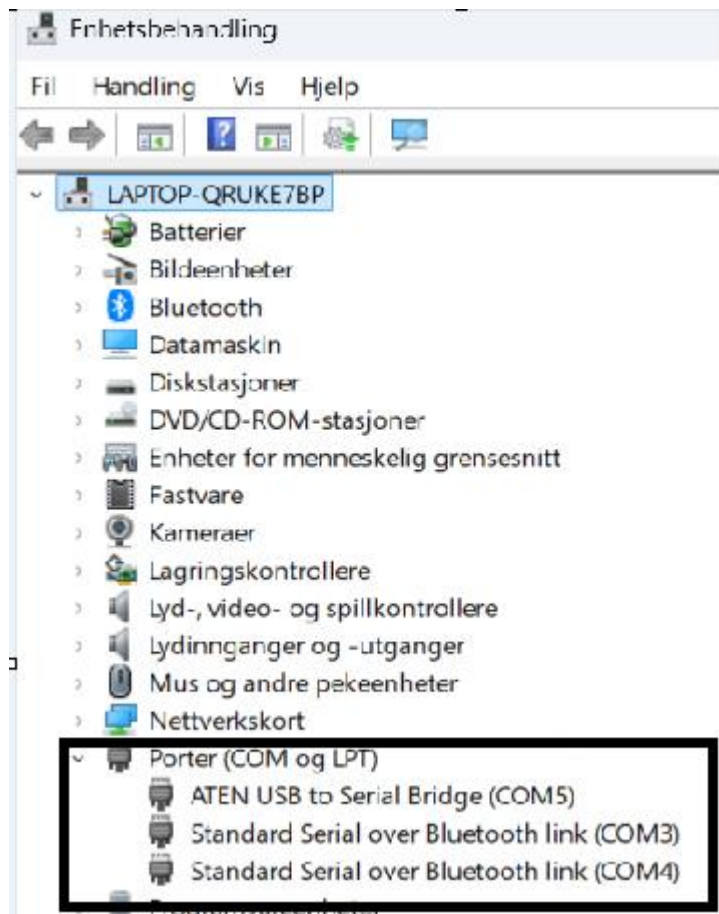 Enhetsbehandling
Fil Handling Vis Hjelp
LAPTOP-QRUKE7BP
Batterier
Bildeenheter
Bluetooth
Datamaskin
Diskstasjoner
DVD/CD-ROM-stasjoner
Enheter for menneskelig grensesnitt
Fastvare
Kameraer
Lagringskontrollere
Lyd-, video- og spillkontrollere
Lydinnganger og -utganger
Mus og andre pekeenheter
Nettverkskort
Porter (COM og LPT)
ATEN USB to Serial Bridge (COM5)
Standard Serial over Bluetooth link (COM3)
Standard Serial over Bluetooth link (COM4)